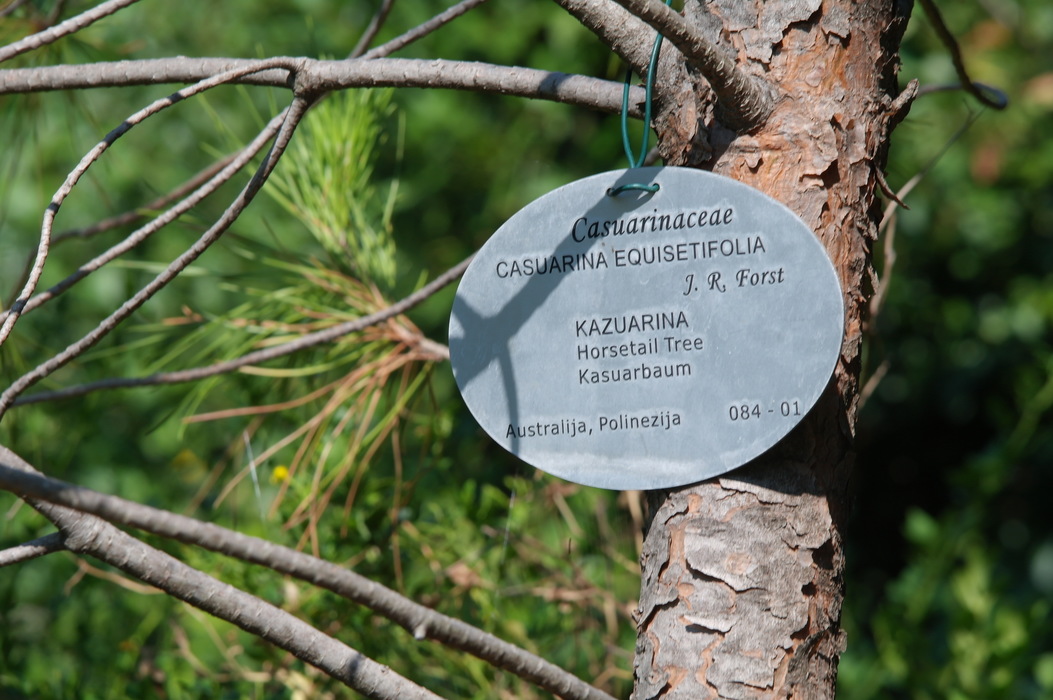 Casuarinaceae
CASUARINA EQUISETIFOLIA
J. R. Forst
KAZUARINA
Horsetail Tree
Kasuarbaum
Australija, Polinezija 084 - 01